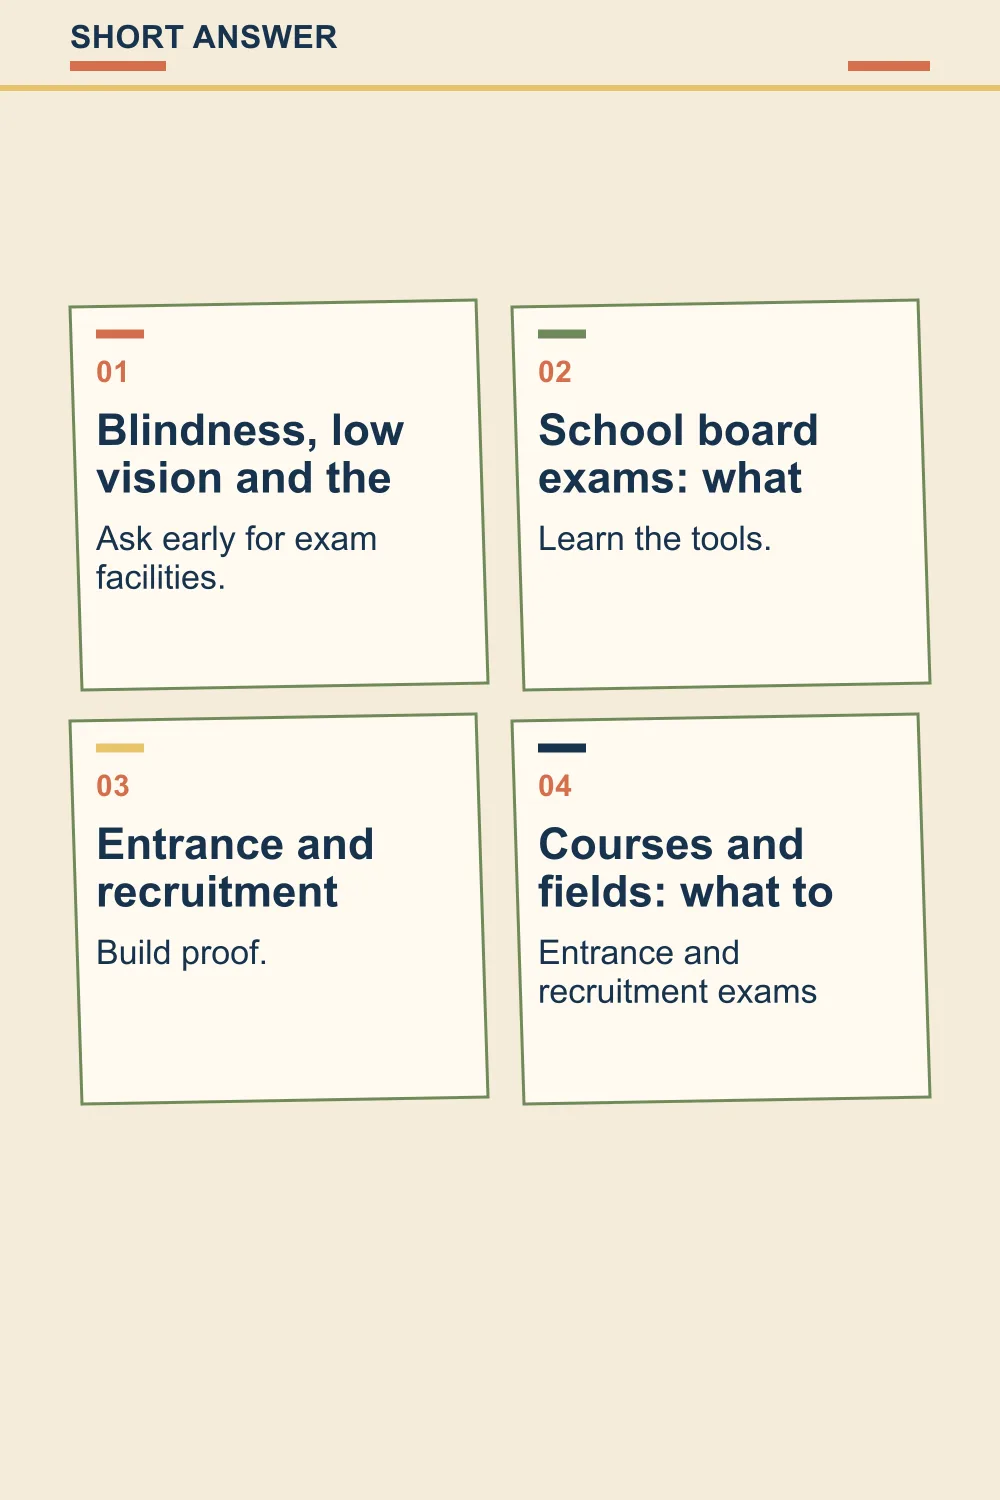 SHORT ANSWER
01
Blindness, low
vision and the
Ask early for exam
facilities.
02
School board
exams: what
Learn the tools.
03
Entrance and
recruitment
Build proof.
04
Courses and
fields: what to
Entrance and
recruitment exams